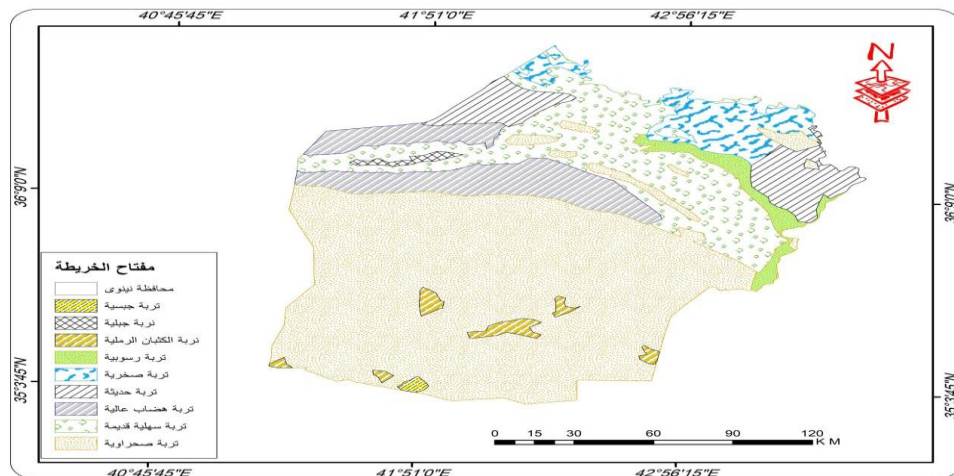 40°45'45"E 41°51'0"E 42°56'15"E
N
36°9'0"N 36°9'0"N
مفتاح الخريطة
محافظة نينوى
تربة جبسية
تربة جبلية
تربة الكثبان الرملية
تربة رسوبية
تربة صخرية
تربة حديثة
تربة هضاب عالية
تربة سهلية قديمة
تربة صحراوية
35°3'45"N 35°3'45"N
0 15 30 60 90 120
K M
40°45'45"E 41°51'0"E 42°56'15"E